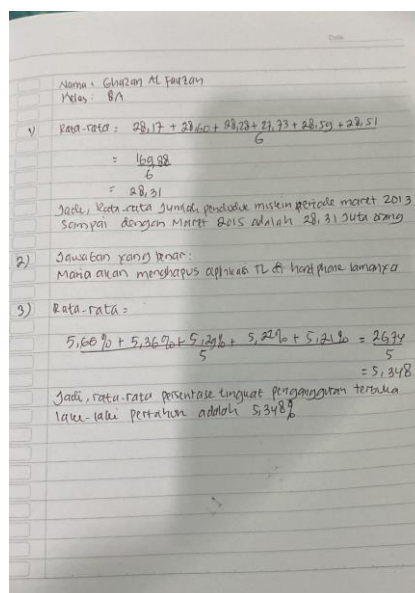 Date
Nama : Ghazan Al Fauzan
Kelas : 8A
1) Rata-rata = 28,17 + 28,60 + 28,28 + 27,73 + 28,59 + 28,51
6
= 169,88
6
= 28,31
Jadi, Rata-rata Jumlah penduduk miskin periode maret 2013
Sampai dengan Maret 2015 adalah 28,31 Juta orang
2) Jawaban yang benar:
Maria akan menghapus aplikasi TL di handphone lamanya
3) Rata-rata =
5,66% + 5,36% + 5,29% + 5,22% + 5,21% = 26,74
5 5
= 5,348
Jadi, rata-rata persentase tingkat pengangguran terbuka
laki-laki pertahun adalah 5,348%